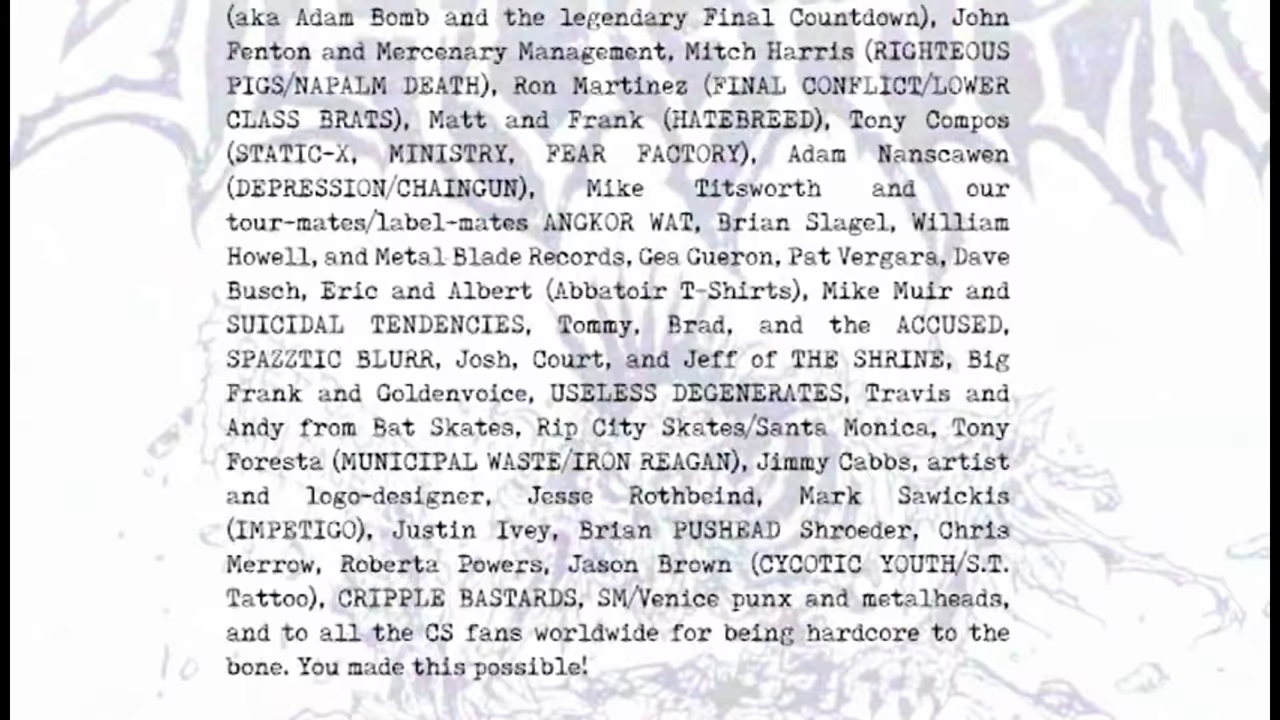 (aka Adam Bomb and the legendary Final Countdown), John
Fenton and Mercenary Management, Mitch Harris (RIGHTEOUS
PIGS/NAPALM DEATH), Ron Martinez (FINAL CONFLICT/LOWER
CLASS BRATS), Matt and Frank (HATEBREED), Tony Compos
(STATIC-X, MINISTRY, FEAR FACTORY), Adam Nanscawen
(DEPRESSION/CHAINGUN), Mike Titsworth and our
tour-mates/label-mates ANGKOR WAT, Brian Slagel, William
Howell, and Metal Blade Records, Gea Gueron, Pat Vergara, Dave
Busch, Eric and Albert (Abbatoir T-Shirts), Mike Muir and
SUICIDAL TENDENCIES, Tommy, Brad, and the ACCUSED,
SPAZZTIC BLURR, Josh, Court, and Jeff of THE SHRINE, Big
Frank and Goldenvoice, USELESS DEGENERATES, Travis and
Andy from Bat Skates, Rip City Skates/Santa Monica, Tony
Foresta (MUNICIPAL WASTE/IRON REAGAN), Jimmy Cabbs, artist
and logo-designer, Jesse Rothbeind, Mark Sawickis
(IMPETIGO), Justin Ivey, Brian PUSHEAD Shroeder, Chris
Merrow, Roberta Powers, Jason Brown (CYCOTIC YOUTH/S.T.
Tattoo), CRIPPLE BASTARDS, SM/Venice punx and metalheads,
and to all the CS fans worldwide for being hardcore to the
bone. You made this possible!